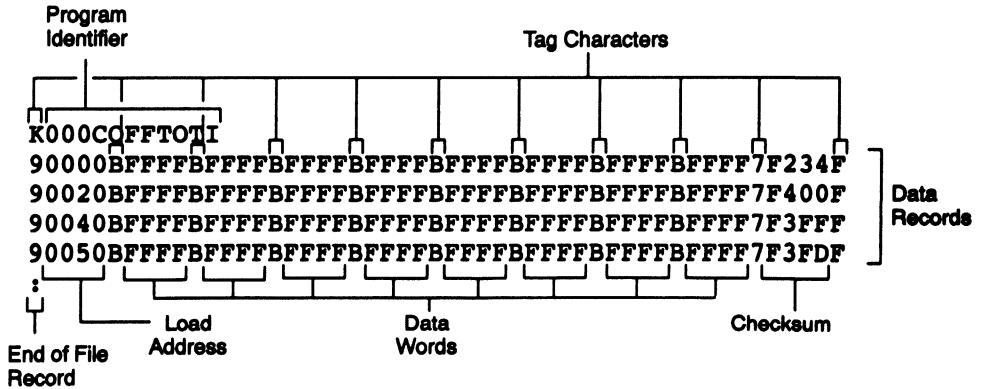 Program
Identifier
Tag Characters
K000COFFTOTI
90000BFFFFBFFFFBFFFFBFFFFBFFFFBFFFFBFFFFBFFFF7F234F
90020BFFFFBFFFFBFFFFBFFFFBFFFFBFFFFBFFFFBFFFF7F400F
90040BFFFFBFFFFBFFFFBFFFFBFFFFBFFFFBFFFFBFFFF7F3FFF
90050BFFFFBFFFFBFFFFBFFFFBFFFFBFFFFBFFFFBFFFF7F3FDF
:
Data
Records
Load
Address
Data
Words
Checksum
End of File
Record